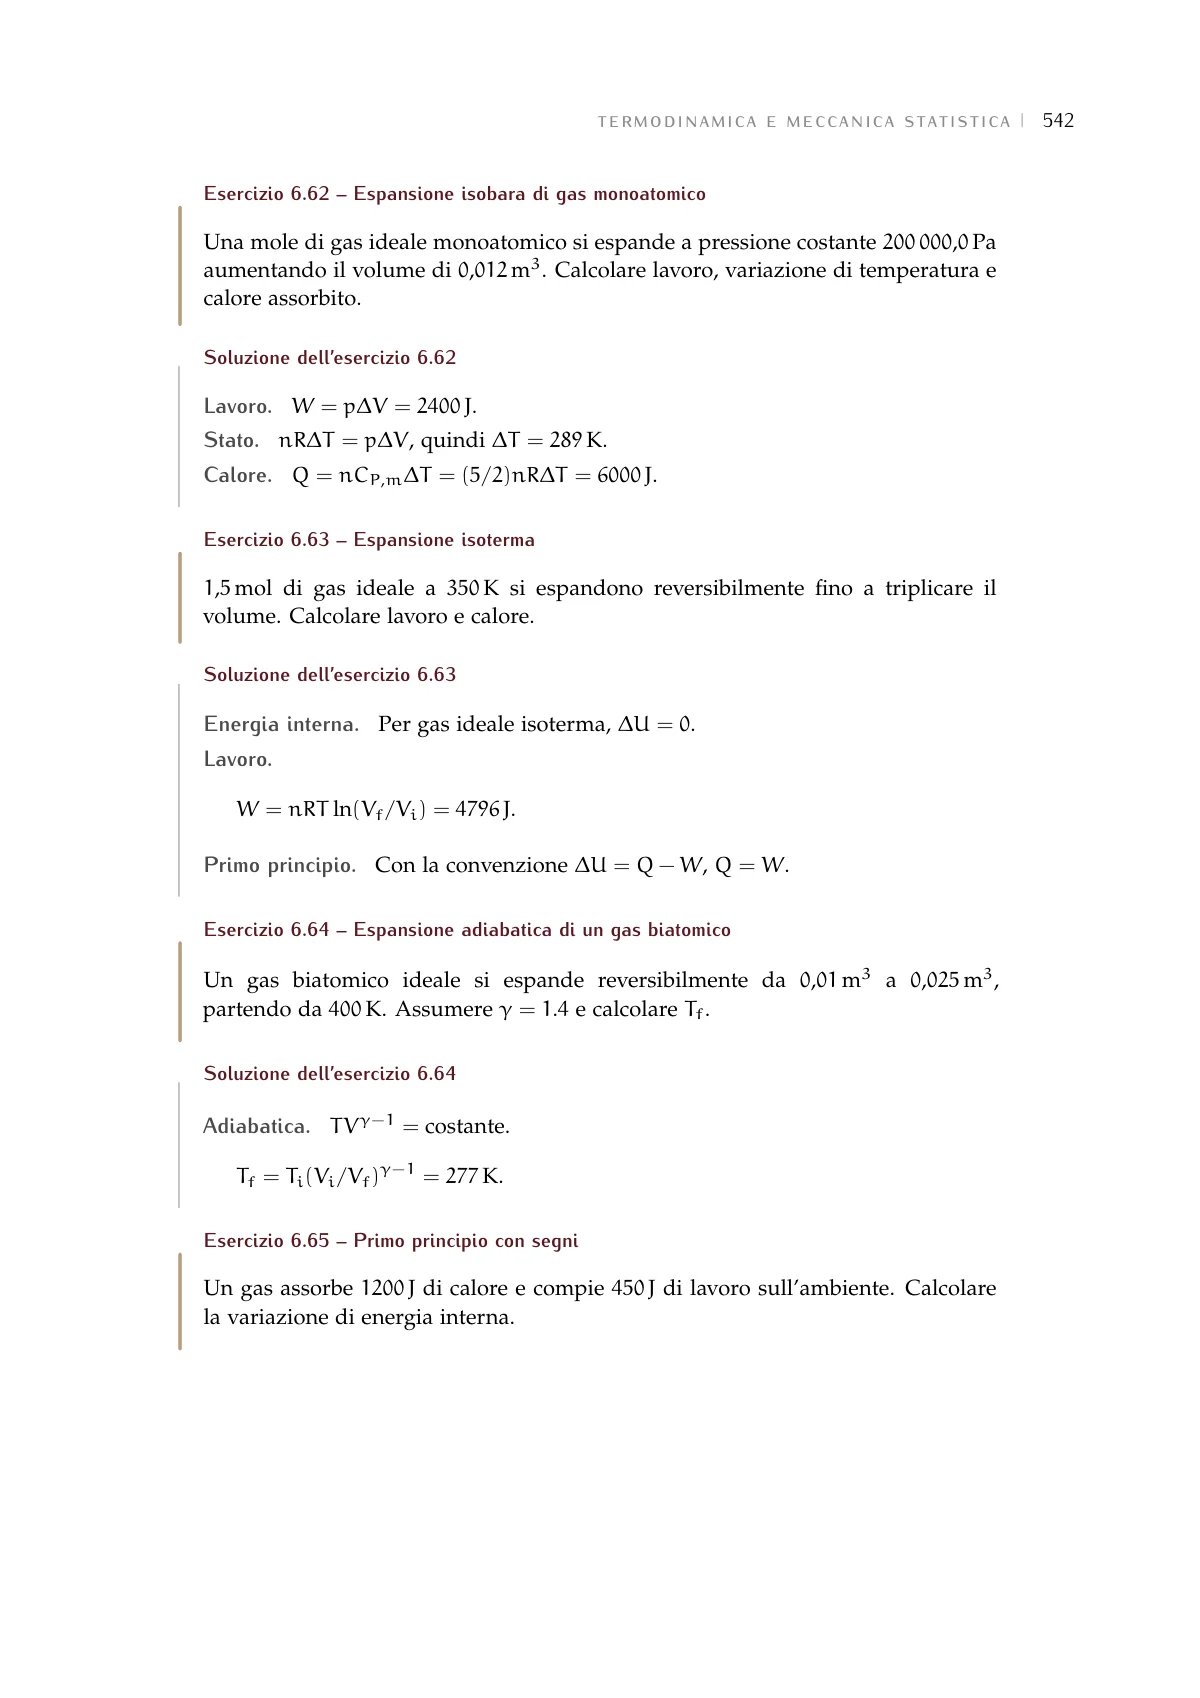 TERMODINAMICA E MECCANICA STATISTICA | 542
Esercizio 6.62 – Espansione isobara di gas monoatomico
Una mole di gas ideale monoatomico si espande a pressione costante 200 000,0 Pa
aumentando il volume di 0,012 m³. Calcolare lavoro, variazione di temperatura e
calore assorbito.
Soluzione dell'esercizio 6.62
Lavoro. W = pΔV = 2400 J.
Stato. nRΔT = pΔV, quindi ΔT = 289 K.
Calore. Q = nC_{P,m}ΔT = (5/2)nRΔT = 6000 J.
Esercizio 6.63 – Espansione isoterma
1,5 mol di gas ideale a 350 K si espandono reversibilmente fino a triplicare il
volume. Calcolare lavoro e calore.
Soluzione dell'esercizio 6.63
Energia interna. Per gas ideale isoterma, ΔU = 0.
Lavoro.
W = nRT ln(V_f/V_i) = 4796 J.
Primo principio. Con la convenzione ΔU = Q − W, Q = W.
Esercizio 6.64 – Espansione adiabatica di un gas biatomico
Un gas biatomico ideale si espande reversibilmente da 0,01 m³ a 0,025 m³,
partendo da 400 K. Assumere γ = 1.4 e calcolare T_f.
Soluzione dell'esercizio 6.64
Adiabatica. TV^{γ−1} = costante.
T_f = T_i(V_i/V_f)^{γ−1} = 277 K.
Esercizio 6.65 – Primo principio con segni
Un gas assorbe 1200 J di calore e compie 450 J di lavoro sull'ambiente. Calcolare
la variazione di energia interna.